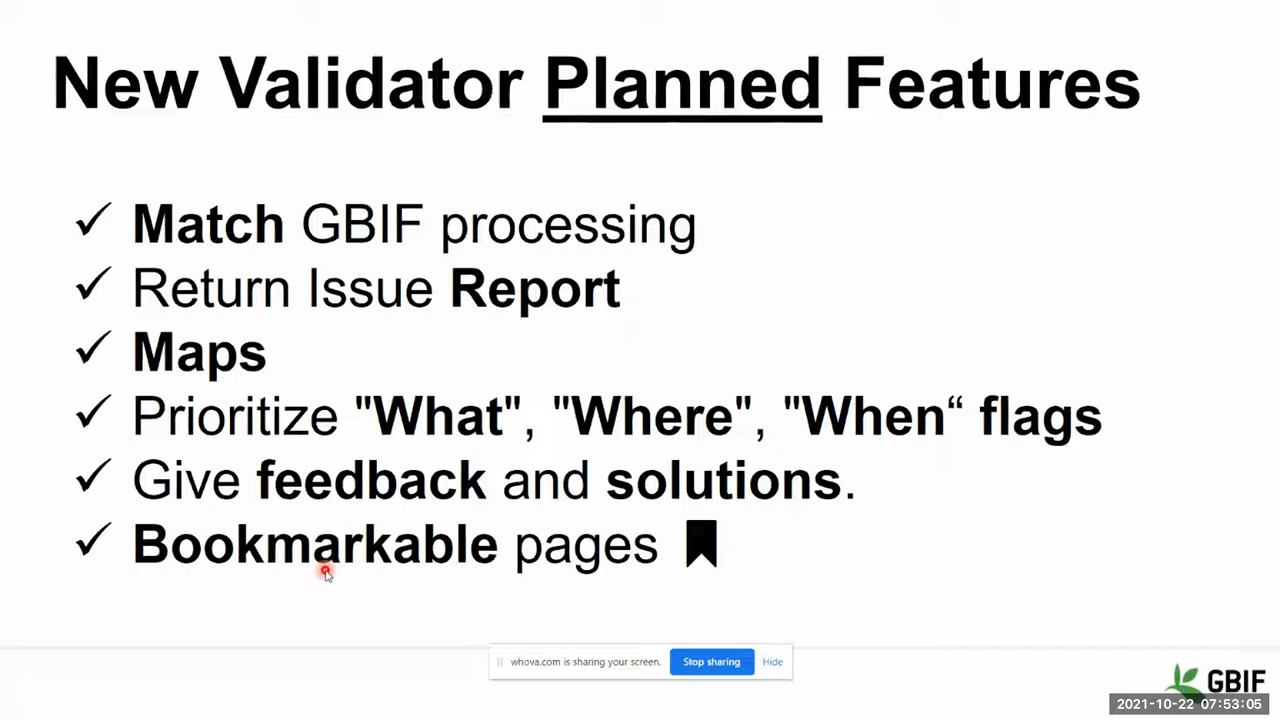 New Validator Planned Features
✓ Match GBIF processing
✓ Return Issue Report
✓ Maps
✓ Prioritize "What", "Where", "When“ flags
✓ Give feedback and solutions.
✓ Bookmarkable pages
whova.com is sharing your screen. Stop sharing Hide
GBIF
2021-10-22 07:53:05